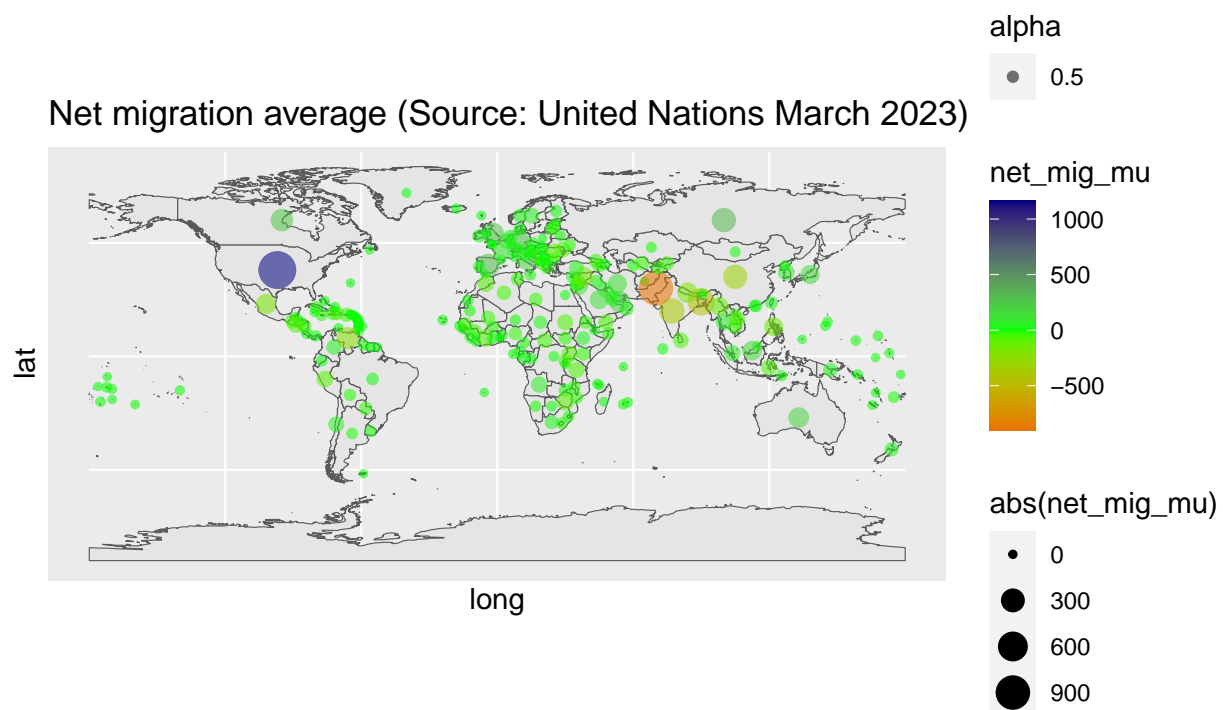 Net migration average (Source: United Nations March 2023)
lat
long
alpha
0.5
net_mig_mu
1000
500
0
−500
abs(net_mig_mu)
0
300
600
900